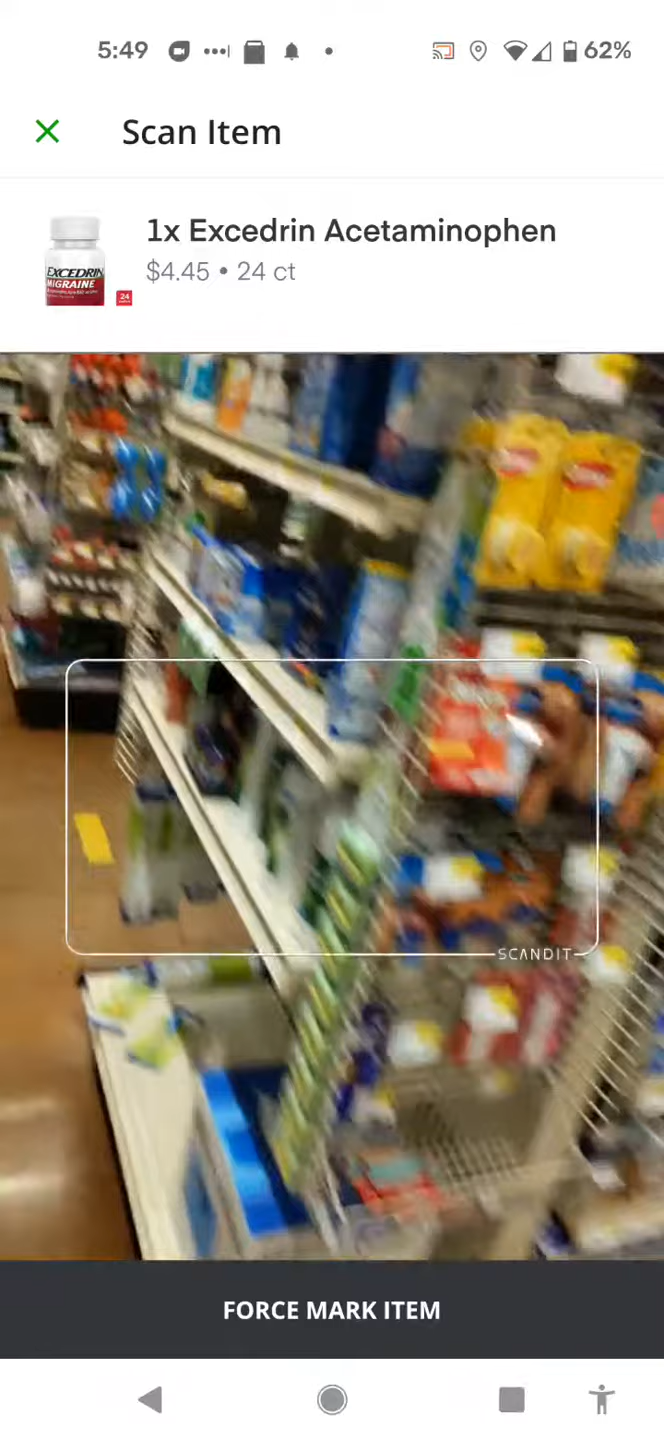 5:49
62%
Scan Item
1x Excedrin Acetaminophen
$4.45 • 24 ct
EXCEDRIN
MIGRAINE
24
SCANDIT
FORCE MARK ITEM